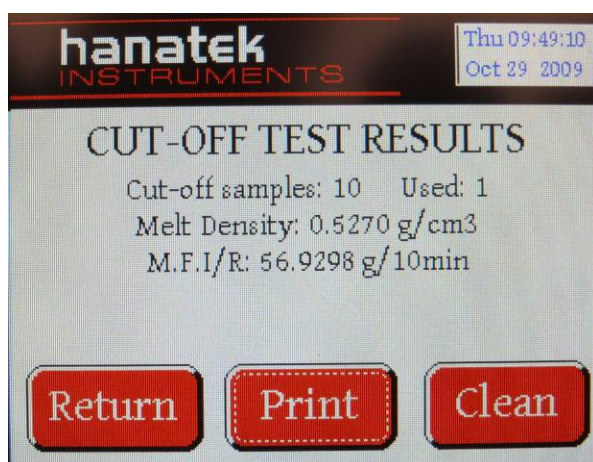 hanatek
INSTRUMENTS
Thu 09:49:10
Oct 29 2009
CUT-OFF TEST RESULTS
Cut-off samples: 10 Used: 1
Melt Density: 0.5270 g/cm3
M.F.I/R: 56.9298 g/10min
Return Print Clean